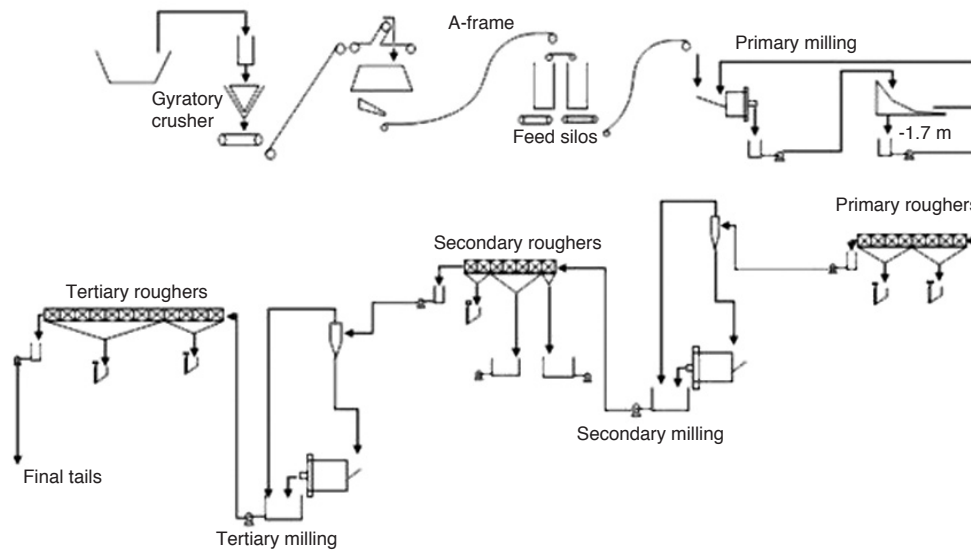 A-frame
Primary milling
Gyratory
crusher
Feed silos
-1.7 m
Primary roughers
Secondary roughers
Tertiary roughers
Secondary milling
Final tails
Tertiary milling